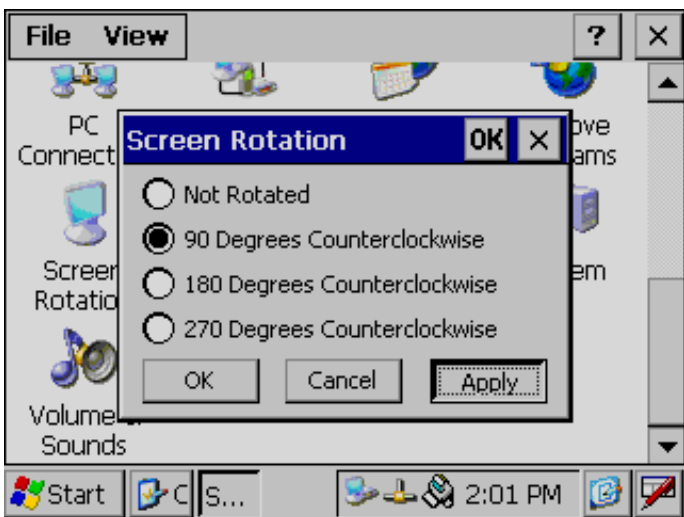 File View ? ×
PC
Connect
ove
ams
Screen Rotation OK ×
Not Rotated
90 Degrees Counterclockwise
180 Degrees Counterclockwise
270 Degrees Counterclockwise
OK Cancel Apply
Screen
Rotatio
em
Volume
Sounds
Start C S... 2:01 PM